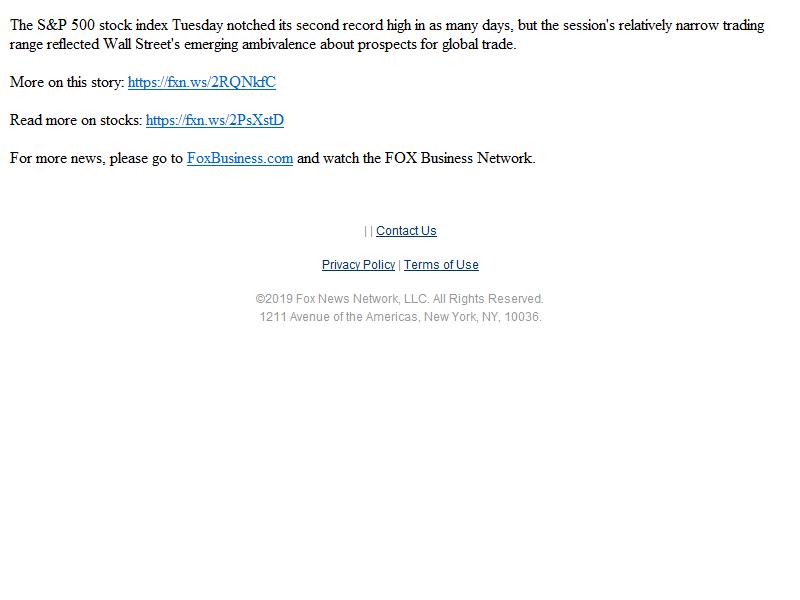 The S&P 500 stock index Tuesday notched its second record high in as many days, but the session's relatively narrow trading
range reflected Wall Street's emerging ambivalence about prospects for global trade.
More on this story: https://fxn.ws/2RQNkfC
Read more on stocks: https://fxn.ws/2PsXstD
For more news, please go to FoxBusiness.com and watch the FOX Business Network.
| | Contact Us
Privacy Policy | Terms of Use
©2019 Fox News Network, LLC. All Rights Reserved.
1211 Avenue of the Americas, New York, NY, 10036.